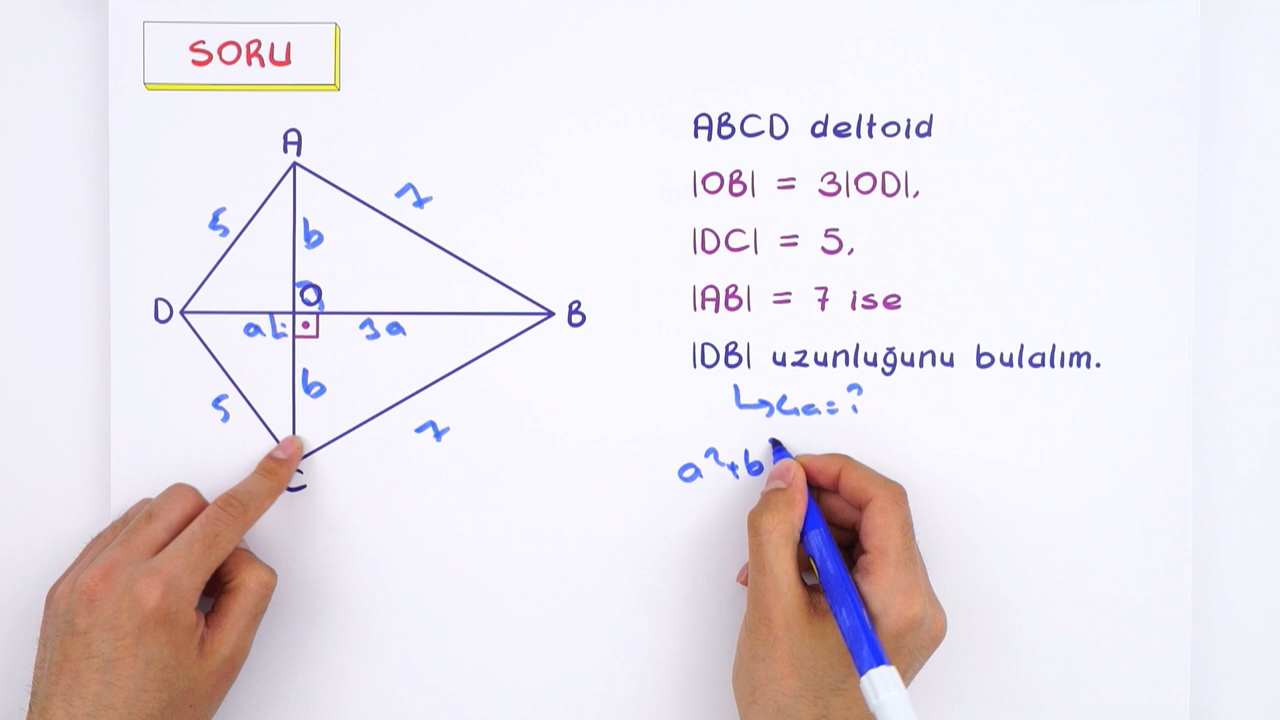 SORU
A
5
7
b
D
O
B
a
3a
b
5
7
C
ABCD deltoid
|OB| = 3|OD|,
|DC| = 5,
|AB| = 7 ise
|DB| uzunluğunu bulalım.
↳ 4a = ?
a²+b